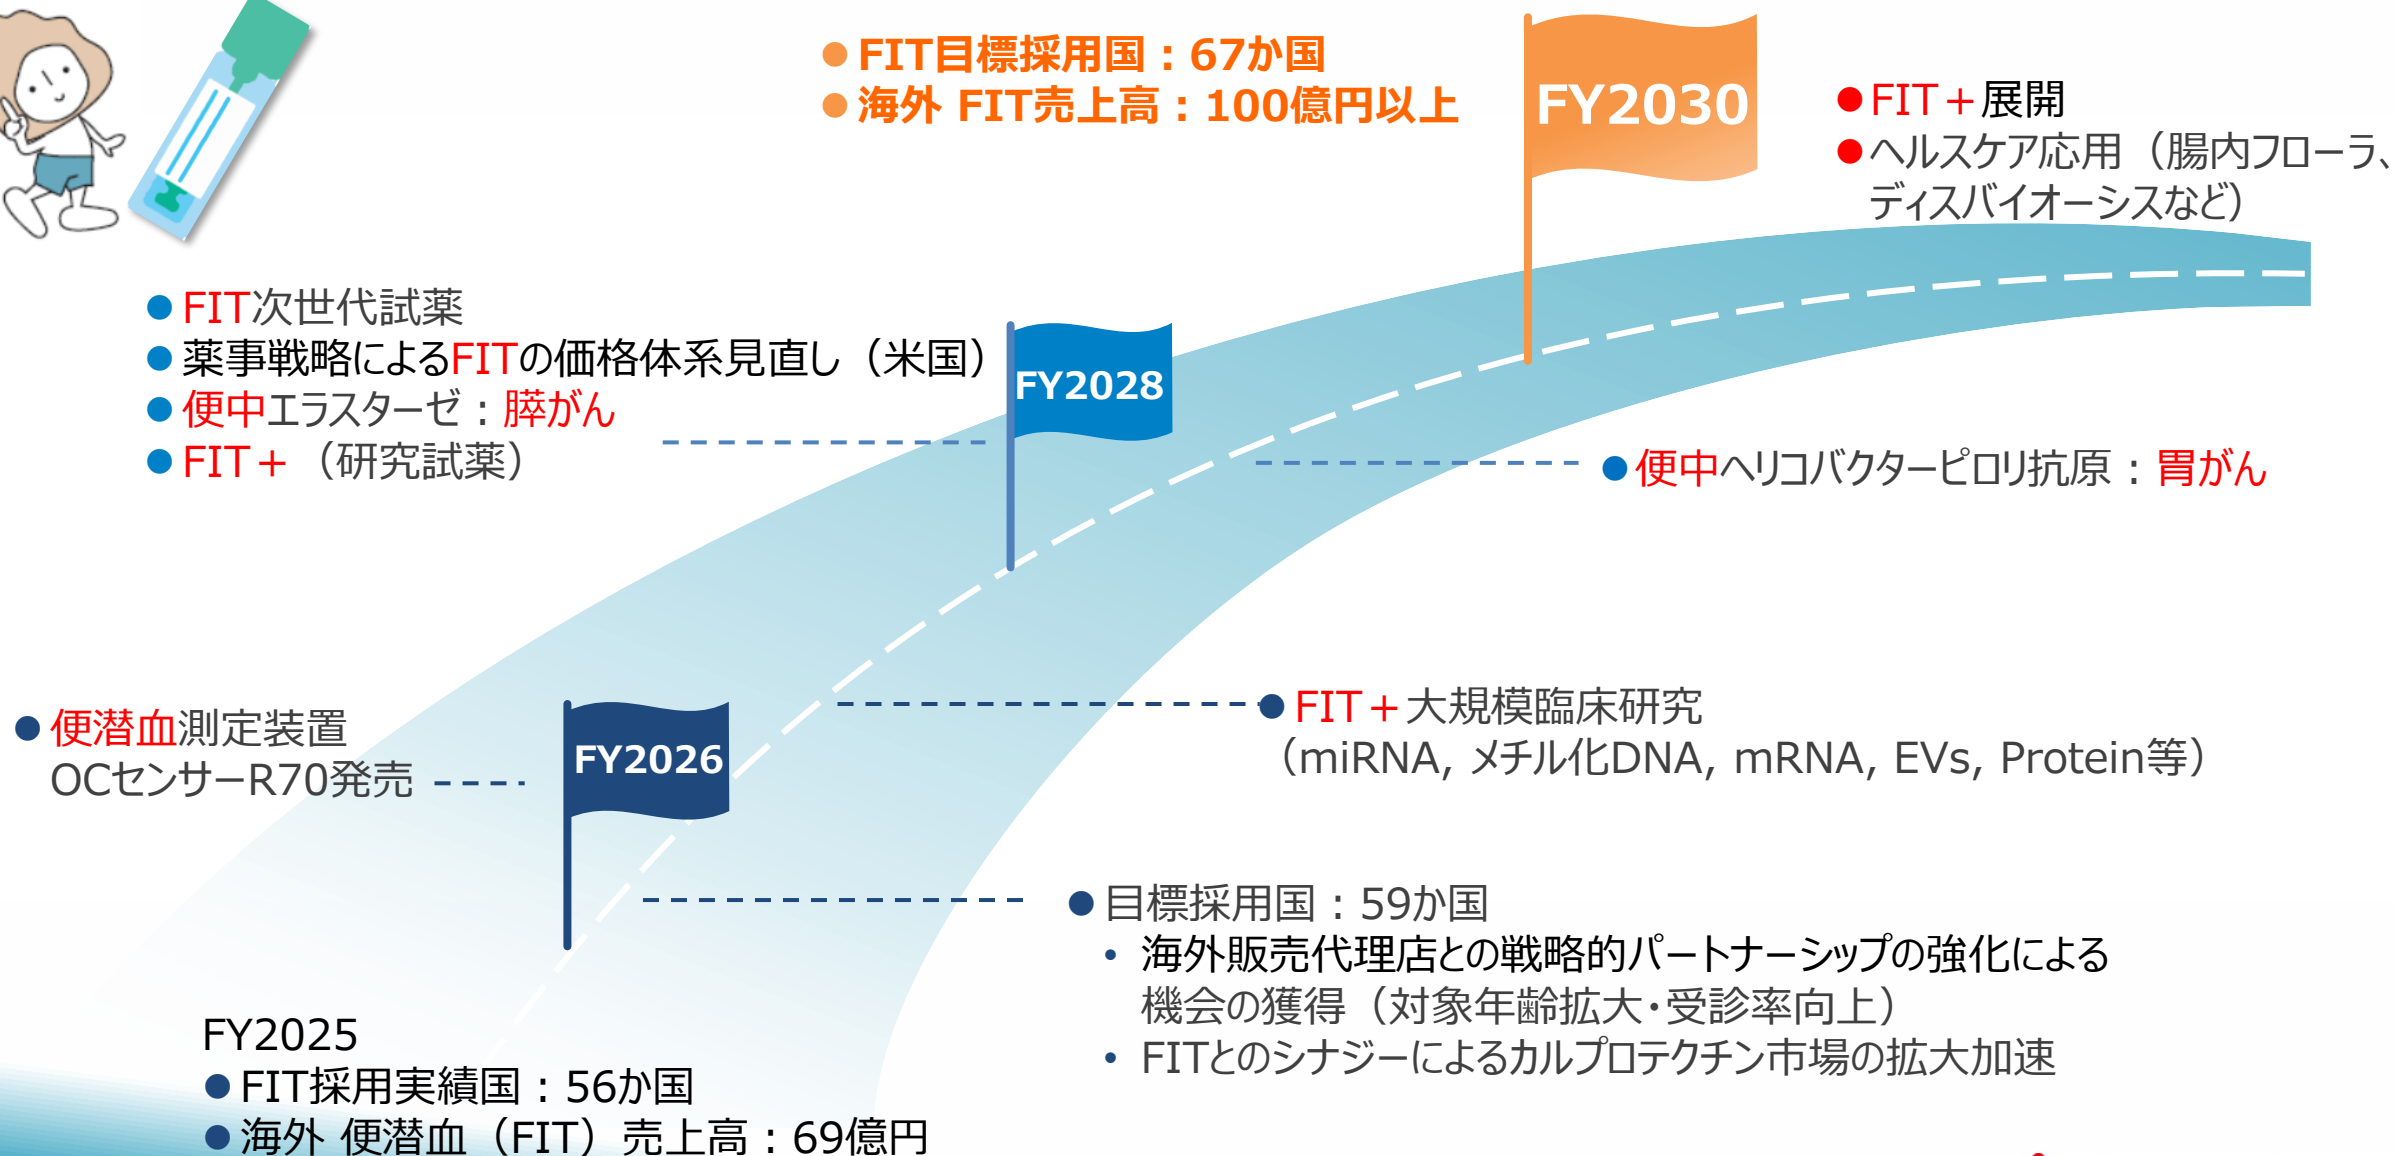 ● FIT目標採用国：67か国
● 海外 FIT売上高：100億円以上
FY2030
● FIT＋展開
● ヘルスケア応用（腸内フローラ、
ディスバイオーシスなど）
● FIT次世代試薬
● 薬事戦略によるFITの価格体系見直し（米国）
● 便中エラスターゼ：膵がん
● FIT＋（研究試薬）
FY2028
● 便中ヘリコバクターピロリ抗原：胃がん
● 便潜血測定装置
OCセンサーR70発売
FY2026
● FIT＋大規模臨床研究
（miRNA, メチル化DNA, mRNA, EVs, Protein等）
● 目標採用国：59か国
• 海外販売代理店との戦略的パートナーシップの強化による
機会の獲得（対象年齢拡大・受診率向上）
• FITとのシナジーによるカルプロテクチン市場の拡大加速
FY2025
● FIT採用実績国：56か国
● 海外 便潜血（FIT）売上高：69億円